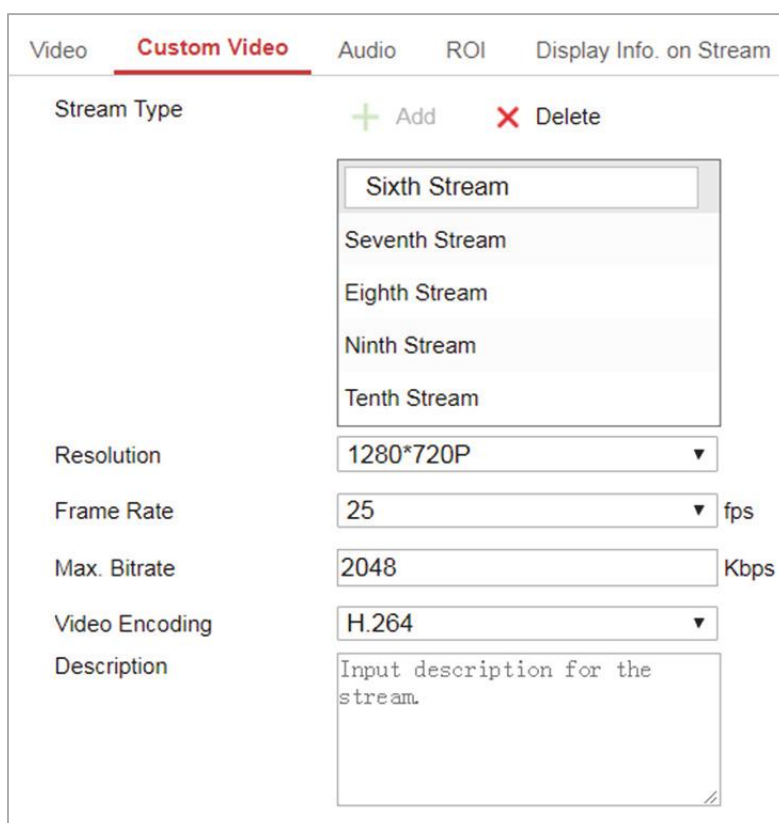 Video Custom Video Audio ROI Display Info. on Stream
Stream Type Add Delete
Sixth Stream
Seventh Stream
Eighth Stream
Ninth Stream
Tenth Stream
Resolution 1280*720P
Frame Rate 25 fps
Max. Bitrate 2048 Kbps
Video Encoding H.264
Description Input description for the
stream.